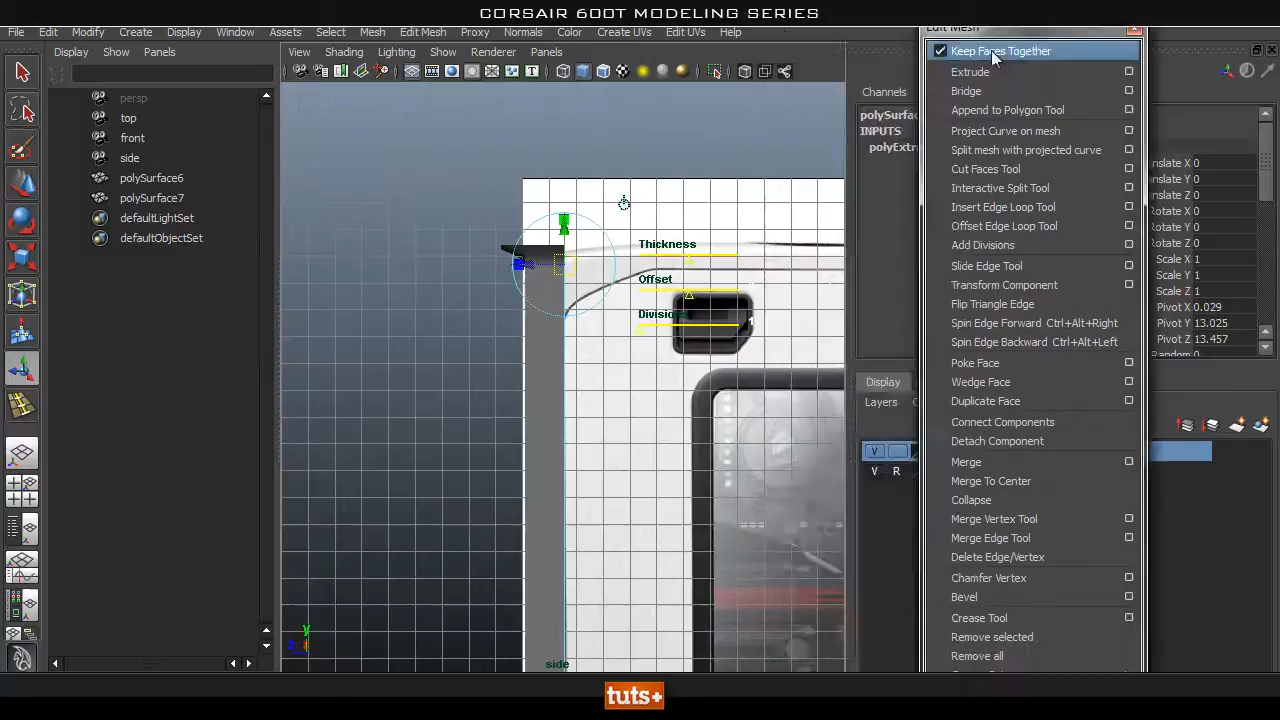 CORSAIR 600T MODELING SERIES
File Edit Modify Create Display Window Assets Select Mesh Edit Mesh Proxy Normals Color Create UVs Edit UVs Help
Display Show Panels
View Shading Lighting Show Renderer Panels
persp
top
front
side
polySurface6
polySurface7
defaultLightSet
defaultObjectSet
Thickness
Offset
Divisions
side
y
Edit Mesh
Keep Faces Together
Extrude
Bridge
Append to Polygon Tool
Project Curve on mesh
Split mesh with projected curve
Cut Faces Tool
Interactive Split Tool
Insert Edge Loop Tool
Offset Edge Loop Tool
Add Divisions
Slide Edge Tool
Transform Component
Flip Triangle Edge
Spin Edge Forward Ctrl+Alt+Right
Spin Edge Backward Ctrl+Alt+Left
Poke Face
Wedge Face
Duplicate Face
Connect Components
Detach Component
Merge
Merge To Center
Collapse
Merge Vertex Tool
Merge Edge Tool
Delete Edge/Vertex
Chamfer Vertex
Bevel
Crease Tool
Remove selected
Remove all
Channels
polySurfac
INPUTS
polyExtr
nslate X 0
nslate Y 0
nslate Z 0
Rotate X 0
Rotate Y 0
Rotate Z 0
Scale X 1
Scale Y 1
Scale Z 1
Pivot X 0.029
Pivot Y 13.025
Pivot Z 13.457
Display
Layers
V
V R
tuts+